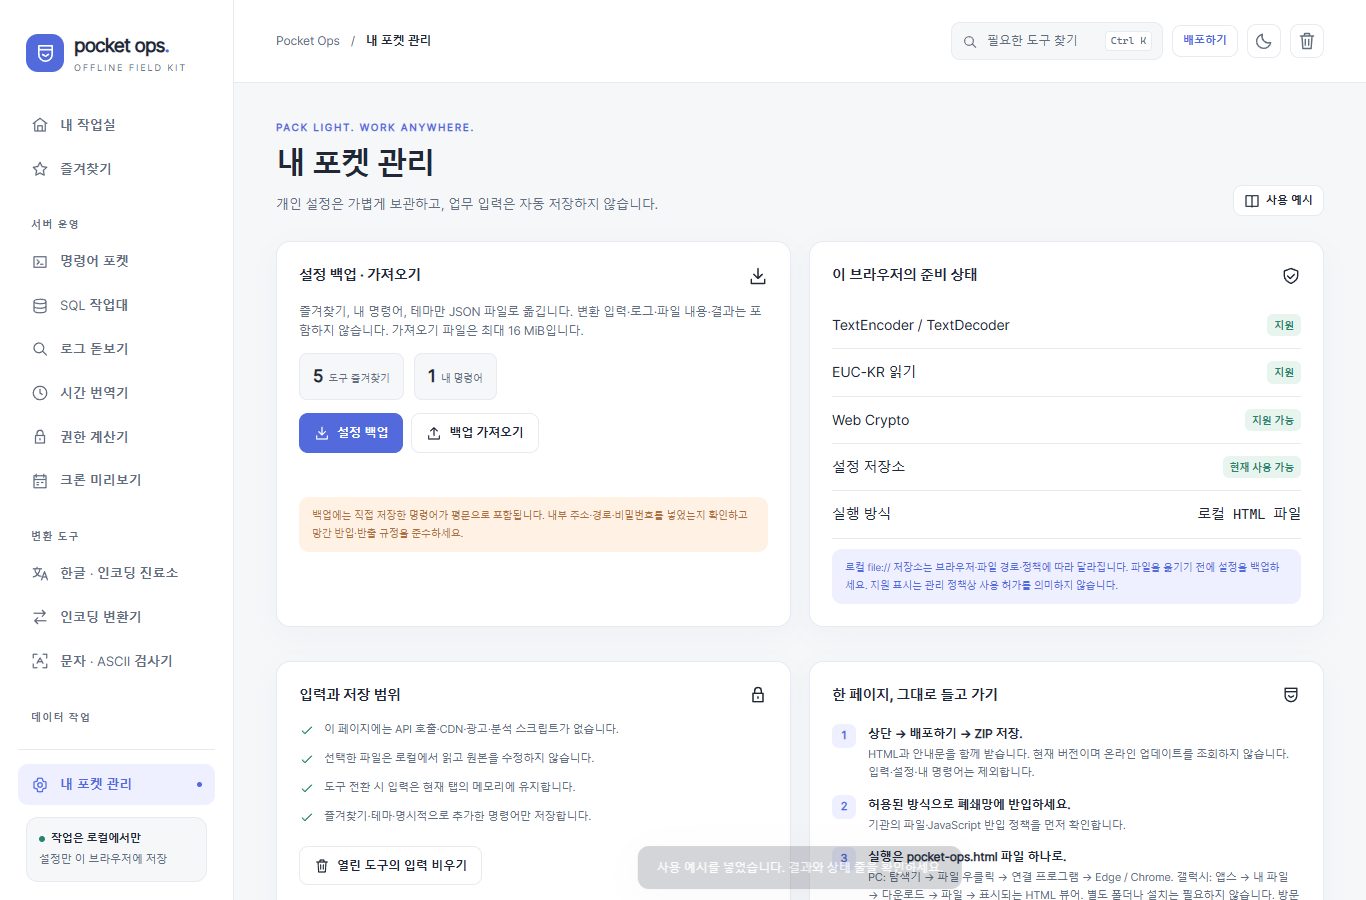 pocket ops.
OFFLINE FIELD KIT
내 작업실
즐겨찾기
서버 운영
명령어 포켓
SQL 작업대
로그 돋보기
시간 번역기
권한 계산기
크론 미리보기
변환 도구
한글 · 인코딩 진료소
인코딩 변환기
문자 · ASCII 검사기
데이터 작업
내 포켓 관리
작업은 로컬에서만
설정만 이 브라우저에 저장
Pocket Ops / 내 포켓 관리
필요한 도구 찾기 Ctrl K
배포하기
PACK LIGHT. WORK ANYWHERE.
내 포켓 관리
개인 설정은 가볍게 보관하고, 업무 입력은 자동 저장하지 않습니다.
사용 예시
설정 백업 · 가져오기
즐겨찾기, 내 명령어, 테마만 JSON 파일로 옮깁니다. 변환 입력·로그·파일 내용·결과는 포
함하지 않습니다. 가져오기 파일은 최대 16 MiB입니다.
5 도구 즐겨찾기
1 내 명령어
설정 백업
백업 가져오기
백업에는 직접 저장한 명령어가 평문으로 포함됩니다. 내부 주소·경로·비밀번호를 넣었는지 확인하고
망간 반입·반출 규정을 준수하세요.
이 브라우저의 준비 상태
TextEncoder / TextDecoder 지원
EUC-KR 읽기 지원
Web Crypto 지원 가능
설정 저장소 현재 사용 가능
실행 방식 로컬 HTML 파일
로컬 file:// 저장소는 브라우저·파일 경로·정책에 따라 달라집니다. 파일을 옮기기 전에 설정을 백업하
세요. 지원 표시는 관리 정책상 사용 허가를 의미하지 않습니다.
입력과 저장 범위
이 페이지에는 API 호출·CDN·광고·분석 스크립트가 없습니다.
선택한 파일은 로컬에서 읽고 원본을 수정하지 않습니다.
도구 전환 시 입력은 현재 탭의 메모리에 유지합니다.
즐겨찾기·테마·명시적으로 추가한 명령어만 저장합니다.
열린 도구의 입력 비우기
한 페이지, 그대로 들고 가기
1 상단 → 배포하기 → ZIP 저장.
HTML과 안내문을 함께 받습니다. 현재 버전이며 온라인 업데이트를 조회하지 않습니다.
입력·설정·내 명령어는 제외합니다.
2 허용된 방식으로 폐쇄망에 반입하세요.
기관의 파일·JavaScript 반입 정책을 먼저 확인합니다.
3 실행은 pocket-ops.html 파일 하나로.
PC: 탐색기 → 파일 우클릭 → 연결 프로그램 → Edge / Chrome. 갤럭시: 앱스 → 내 파일
→ 다운로드 → 파일 → 표시되는 HTML 뷰어. 별도 폴더나 설치는 필요하지 않습니다. 방문
사용 예시를 넣었습니다. 결과와 상태 줄을 확인하세요.